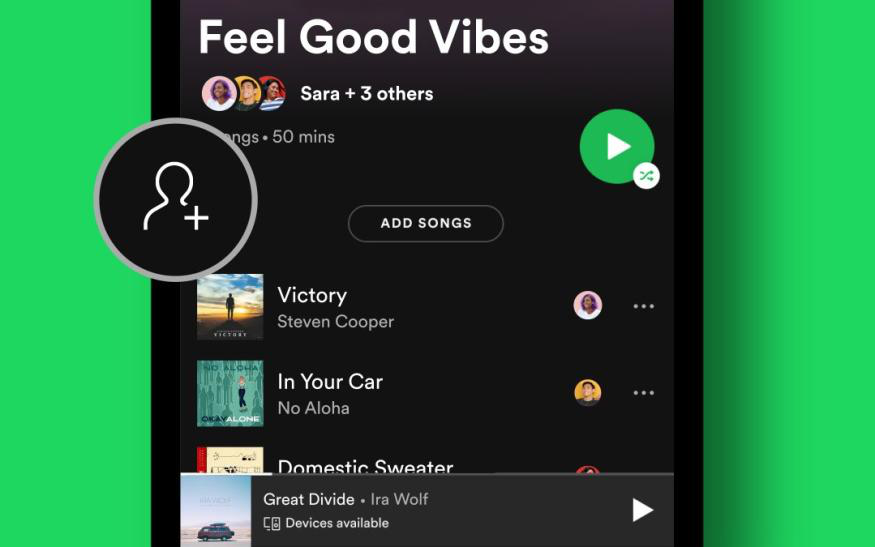 Feel Good Vibes
Sara + 3 others
ngs • 50 mins
ADD SONGS
Victory
Steven Cooper
VICTORY
NO ALOHA
In Your Car
No Aloha
OKAY ALONE
Domestic Sweater
IRA WOLF
Great Divide • Ira Wolf
Devices available